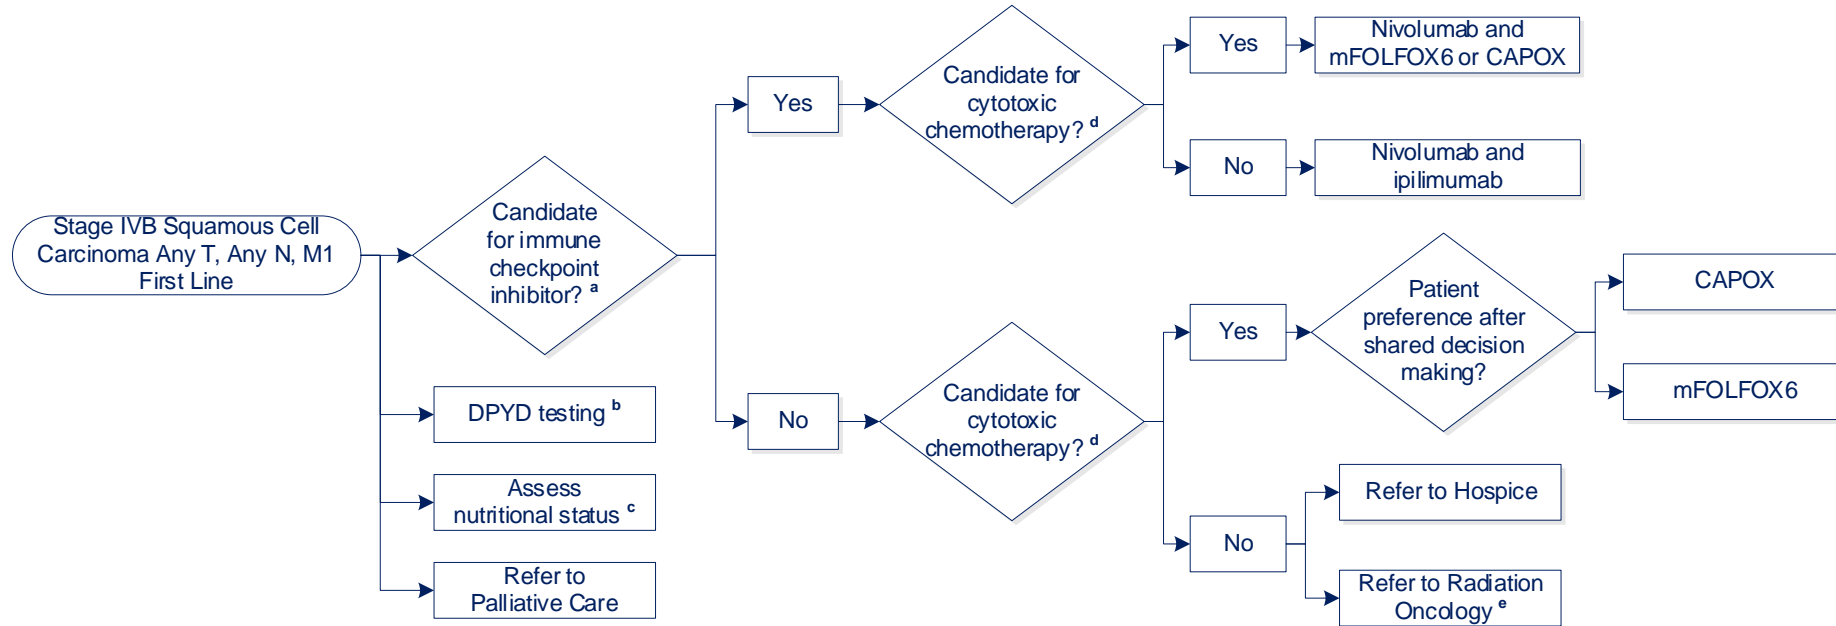 Stage IVB Squamous Cell
Carcinoma Any T, Any N, M1
First Line
Candidate
for immune
checkpoint
inhibitor? a
DPYD testing b
Assess
nutritional status c
Refer to
Palliative Care
Yes
Candidate for
cytotoxic
chemotherapy? d
Yes
Nivolumab and
mFOLFOX6 or CAPOX
No
Nivolumab and
ipilimumab
No
Candidate for
cytotoxic
chemotherapy? d
Yes
Patient
preference after
shared decision
making?
CAPOX
mFOLFOX6
No
Refer to Hospice
Refer to Radiation
Oncology e